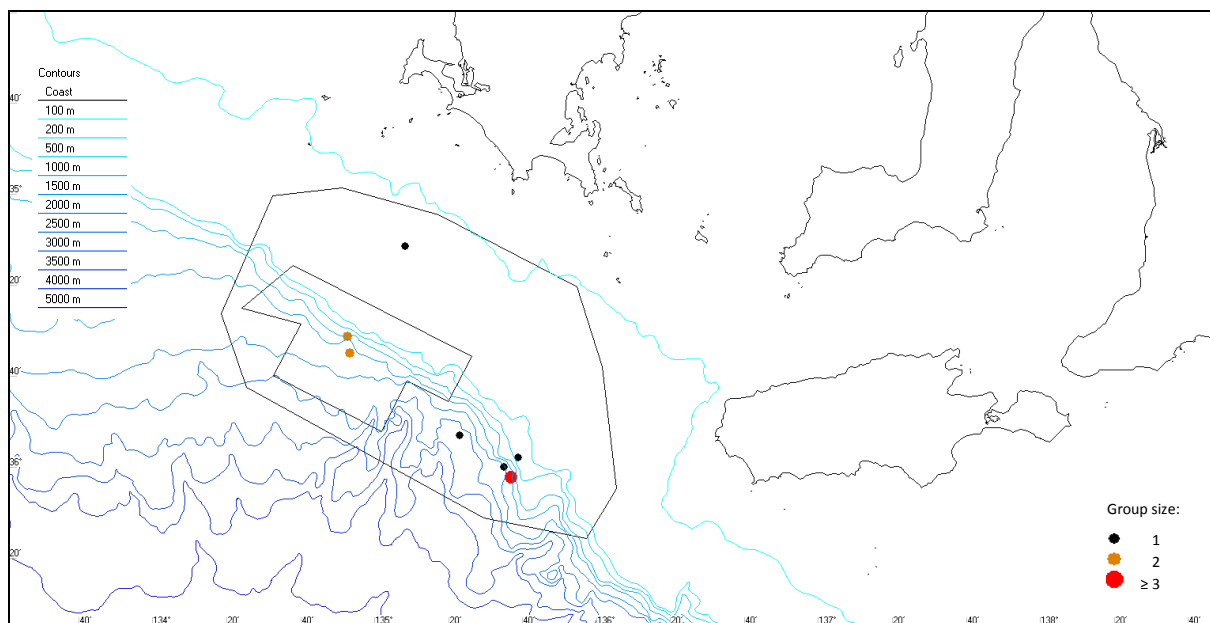 Contours
Coast
100 m
200 m
500 m
1000 m
1500 m
2000 m
2500 m
3000 m
3500 m
4000 m
5000 m
40'
35°
20'
40'
36°
20'
Group size:
1
2
≥ 3
40' 134° 20' 40' 135° 20' 40' 136° 20' 40' 137° 20' 40' 138° 20' 40'